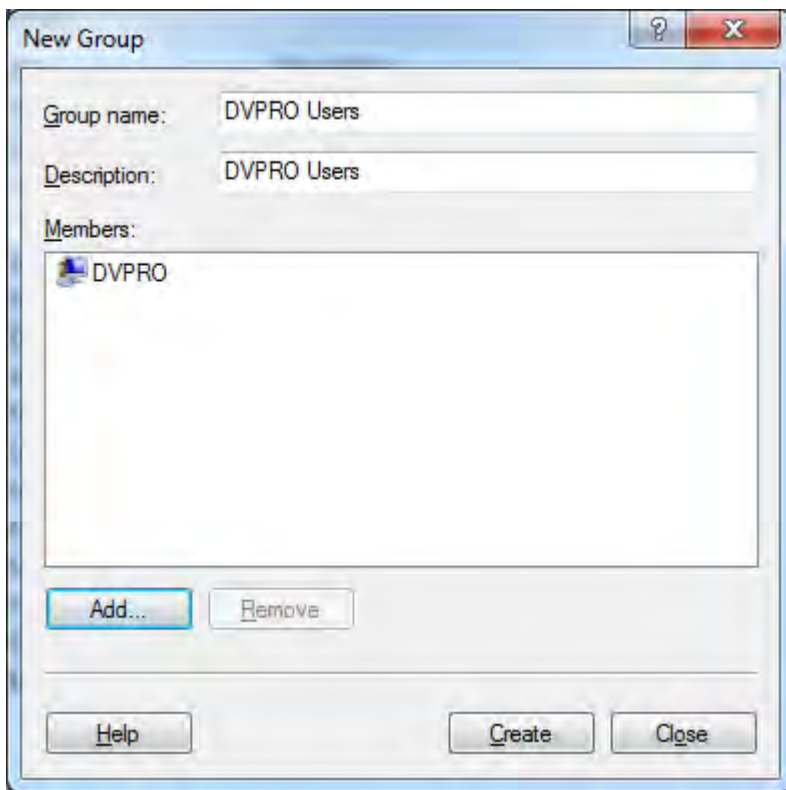 New Group
Group name: DVPRO Users
Description: DVPRO Users
Members:
DVPRO
Add... Remove
Help Create Close